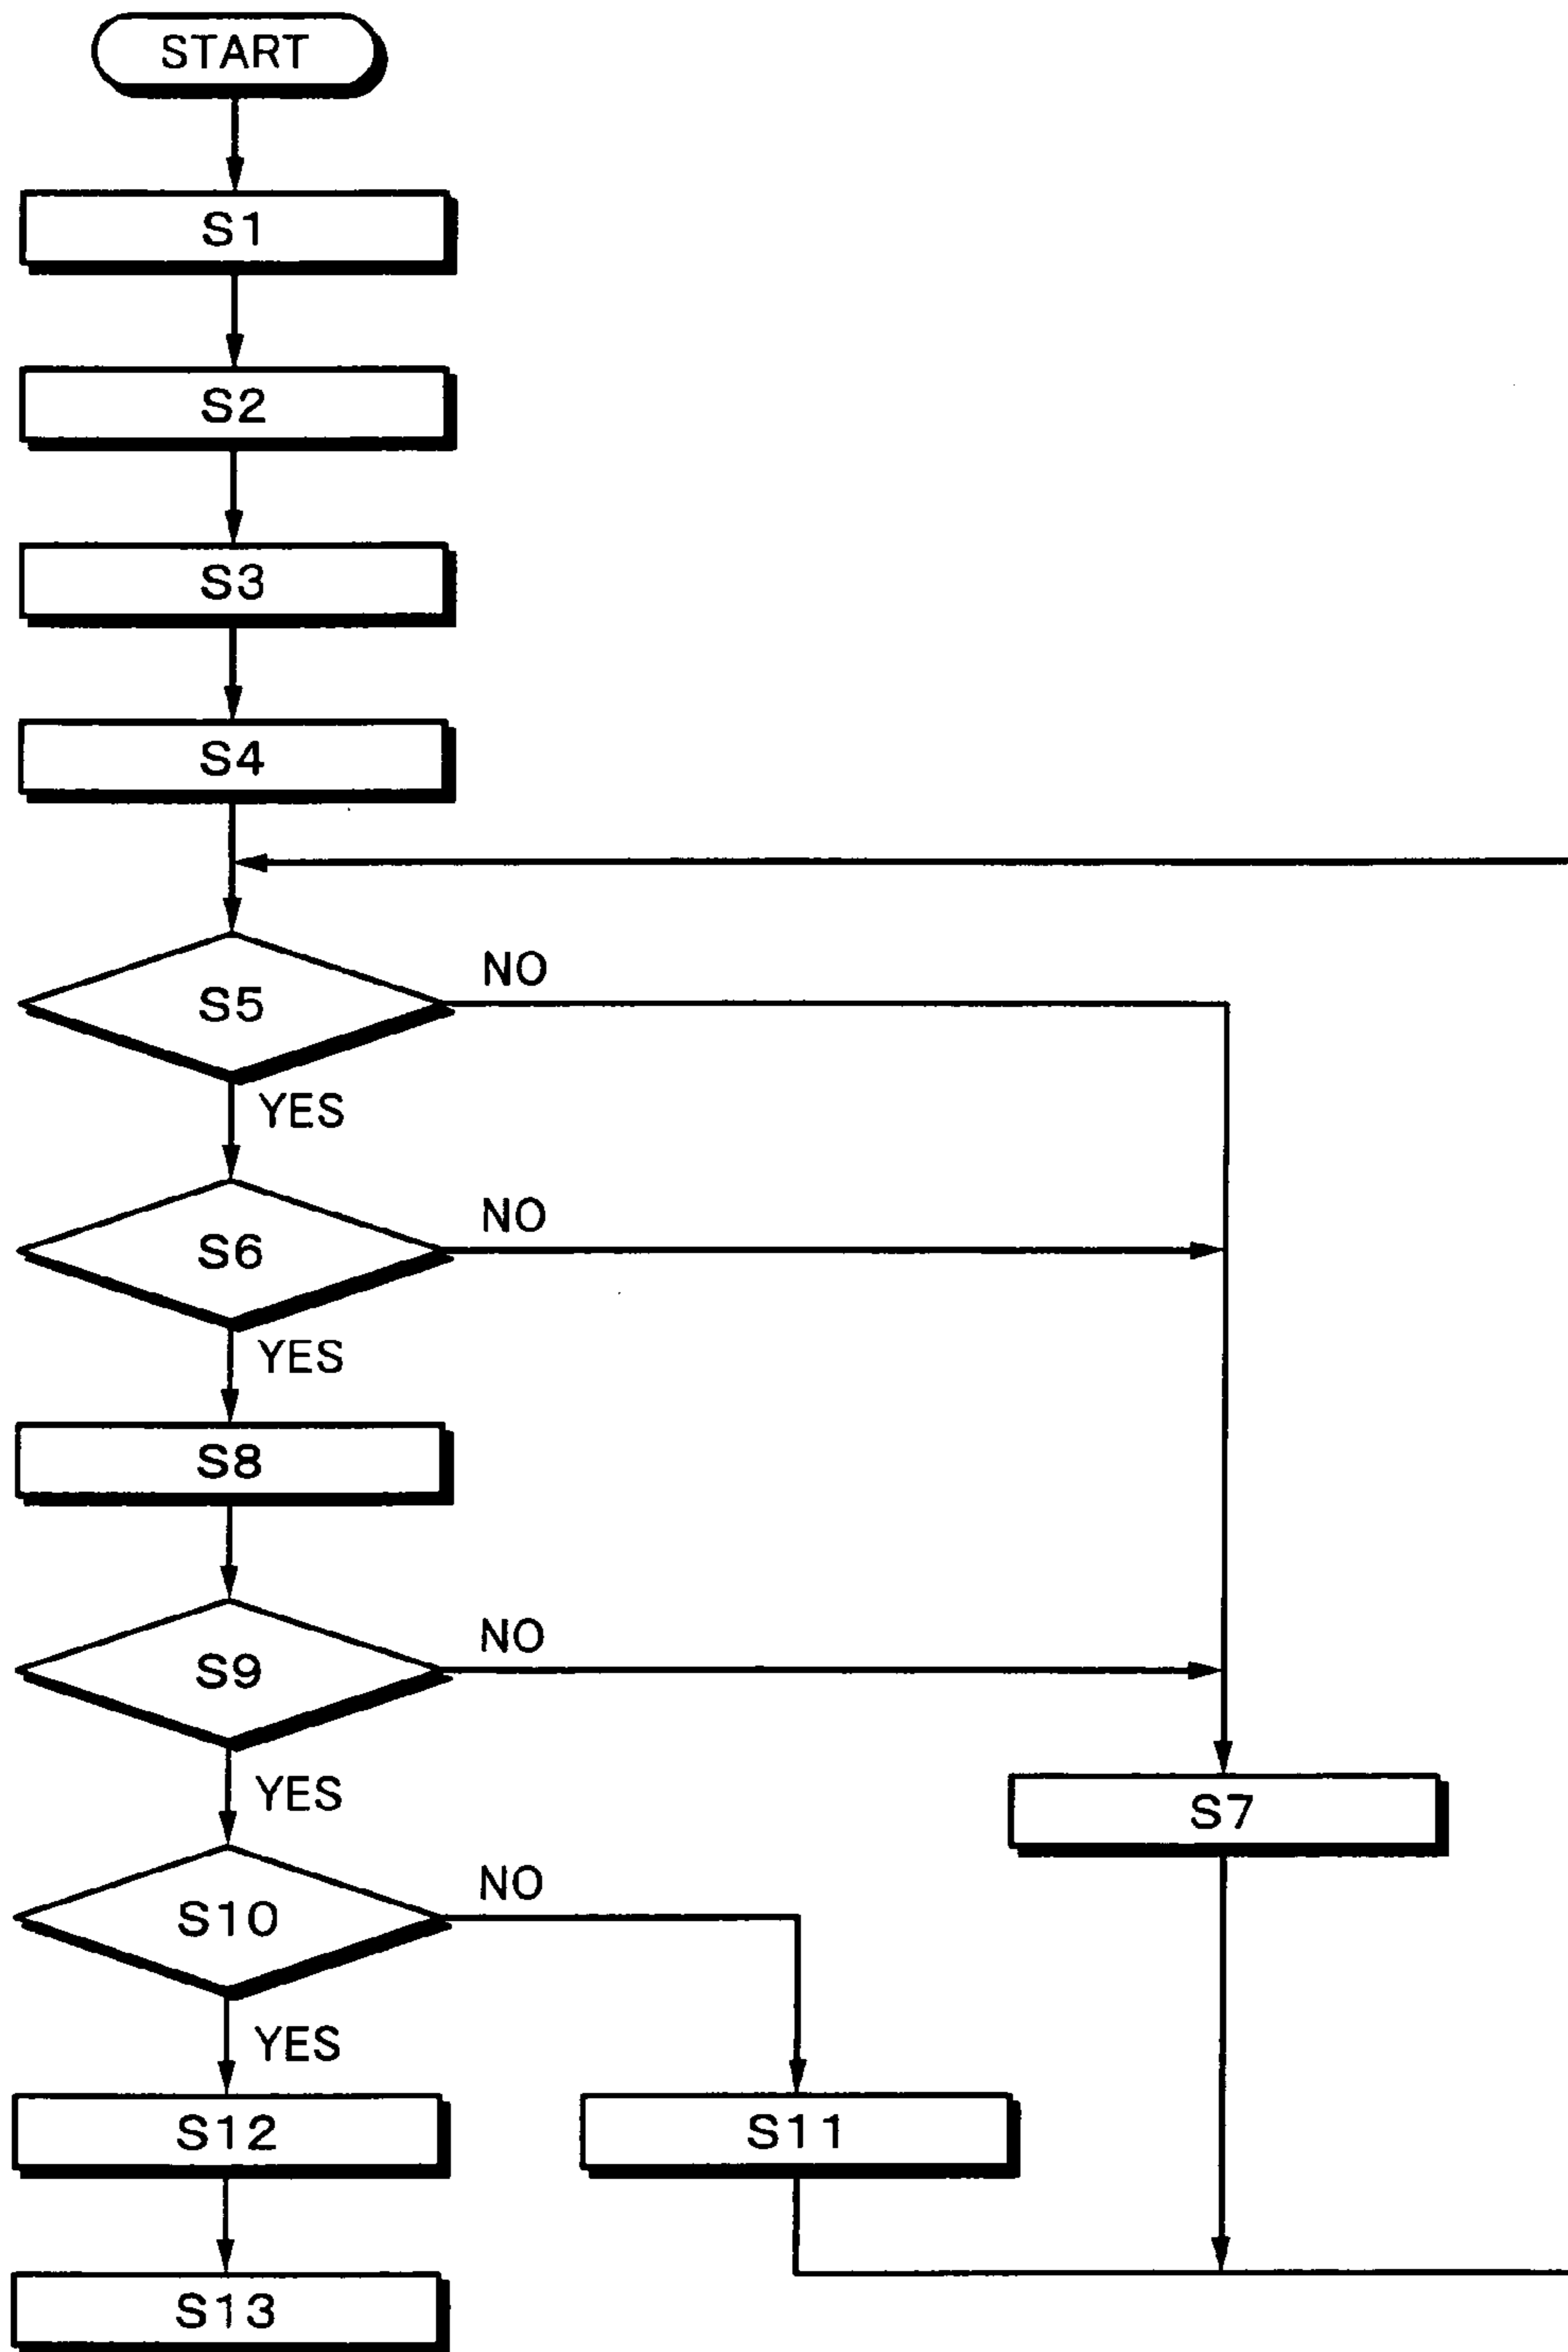 START
S1
S2
S3
S4
S5
NO
YES
S6
NO
YES
S8
S9
NO
YES
S7
S10
NO
YES
S12
S11
S13